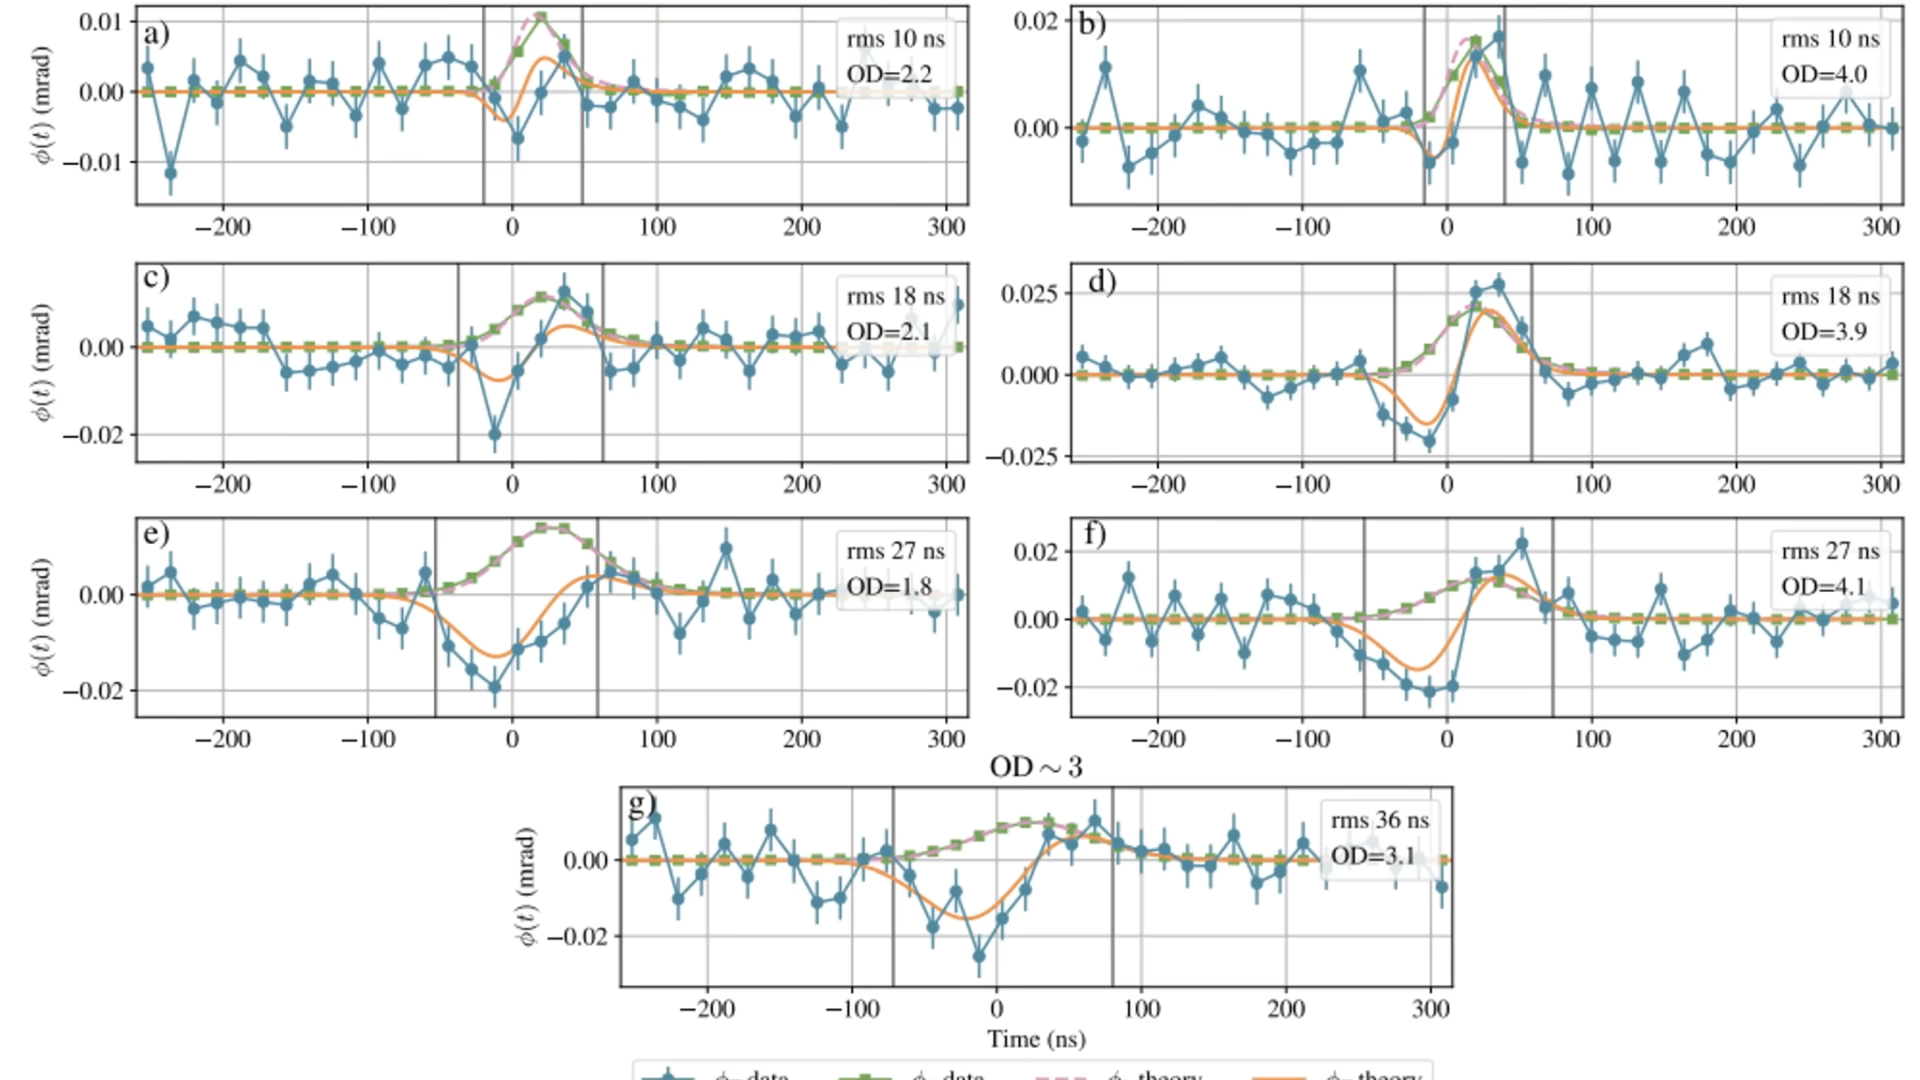 a)
rms 10 ns
OD=2.2
0.01
0.00
−0.01
ϕ(t) (mrad)
−200 −100 0 100 200 300
b)
rms 10 ns
OD=4.0
0.02
0.00
−200 −100 0 100 200 300
c)
rms 18 ns
OD=2.1
0.00
−0.02
ϕ(t) (mrad)
−200 −100 0 100 200 300
d)
rms 18 ns
OD=3.9
0.025
0.000
−0.025
−200 −100 0 100 200 300
e)
rms 27 ns
OD=1.8
0.00
−0.02
ϕ(t) (mrad)
−200 −100 0 100 200 300
f)
rms 27 ns
OD=4.1
0.02
0.00
−0.02
−200 −100 0 100 200 300
OD ∼ 3
g)
rms 36 ns
OD=3.1
0.00
−0.02
ϕ(t) (mrad)
−200 −100 0 100 200 300
Time (ns)
data data theory theory